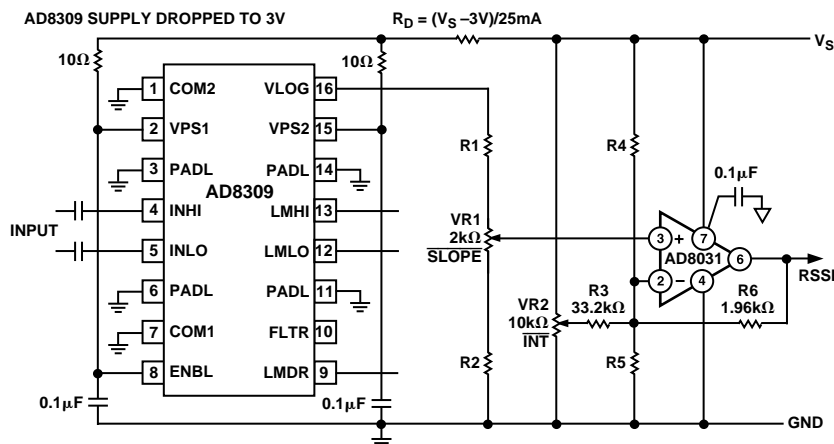 AD8309 SUPPLY DROPPED TO 3V
R_D = (V_S –3V)/25mA
V_S
10Ω
10Ω
1 COM2 VLOG 16
2 VPS1 VPS2 15
3 PADL PADL 14
AD8309
4 INHI LMHI 13
INPUT
5 INLO LMLO 12
6 PADL PADL 11
7 COM1 FLTR 10
8 ENBL LMDR 9
0.1μF
0.1μF
R1
VR1
2kΩ
SLOPE
R2
R4
0.1μF
3 + 7
AD8031
6
2 – 4
RSSI
R3
33.2kΩ
R6
1.96kΩ
VR2
10kΩ
INT
R5
GND